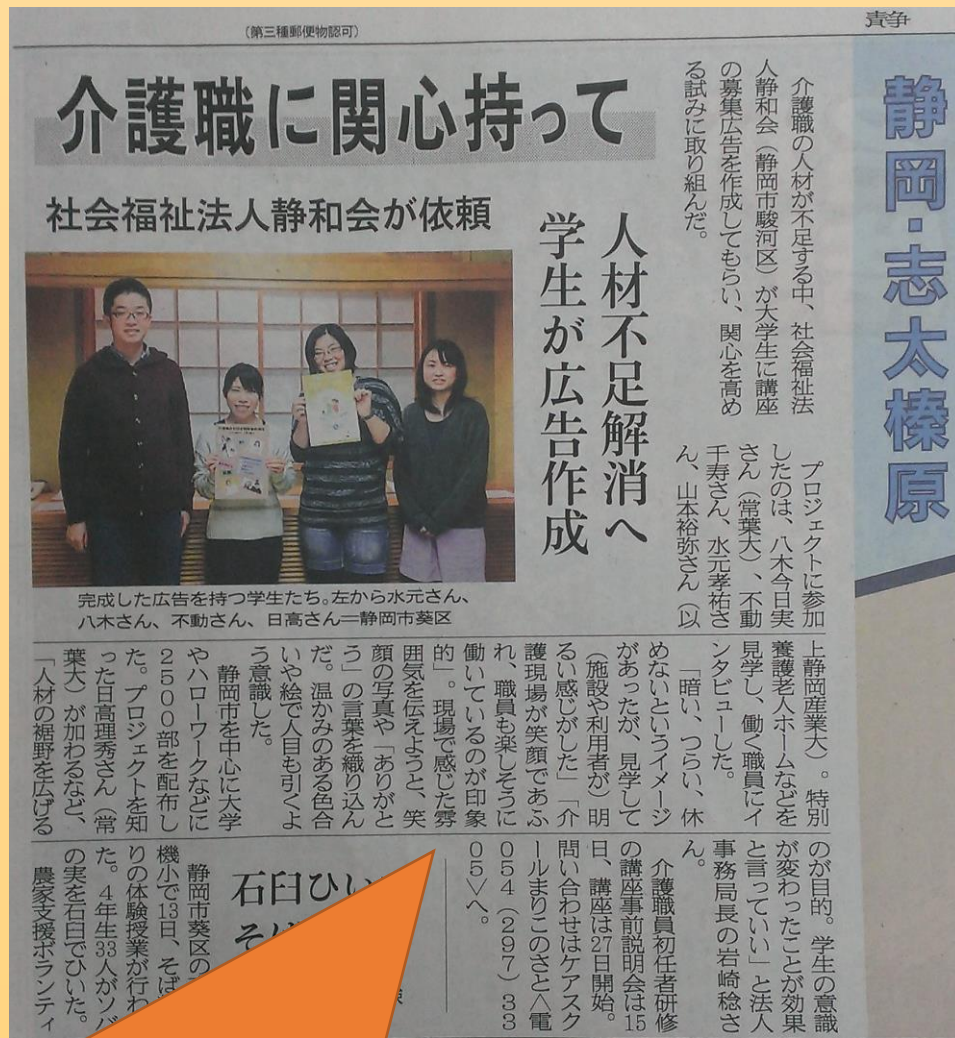 (第三種郵便物認可)
静
静岡・志太榛原
介護職に関心持って
社会福祉法人静和会が依頼
人材不足解消へ
学生が広告作成
介護職の人材が不足する中、社会福祉法
人静和会(静岡市駿河区)が大学生に講座
の募集広告を作成してもらい、関心を高め
る試みに取り組んだ。
完成した広告を持つ学生たち。左から水元さん、
八木さん、不動さん、日高さん=静岡市葵区
プロジェクトに参加
したのは、八木今日実
さん(常葉大)、不動
千寿さん、水元孝祐さ
ん、山本裕弥さん(以
上静岡産業大)。特別
養護老人ホームなどを
見学し、働く職員にイ
ンタビューした。
「暗い、つらい、休
めないというイメージ
があったが、見学して
(施設や利用者が)明
るい感じがした」「介
護現場が笑顔であふ
れ、職員も楽しそうに
働いているのが印象
的」。現場で感じた雰
囲気を伝えようと、笑
顔の写真や「ありがと
う」の言葉を織り込ん
だ。温かみのある色合
いや絵で人目も引くよ
う意識した。
静岡市を中心に大学
やハローワークなどに
2500部を配布し
た。プロジェクトを知
った日高理秀さん(常
葉大)が加わるなど、
「人材の裾野を広げる
のが目的。学生の意識
が変わったことが効果
と言っていい」と法人
事務局長の岩崎稔さ
ん。
介護職員初任者研修
の講座事前説明会は15
日、講座は27日開始。
問い合わせはケアスク
ールまりこのさと<電
054(297)33
05>へ。
石臼ひい
そば
静岡市葵区の
機小で13日、そば
りの体験授業が行わ
た。4年生33人がソバ
の実を石臼でひいた。
農家支援ボランティ